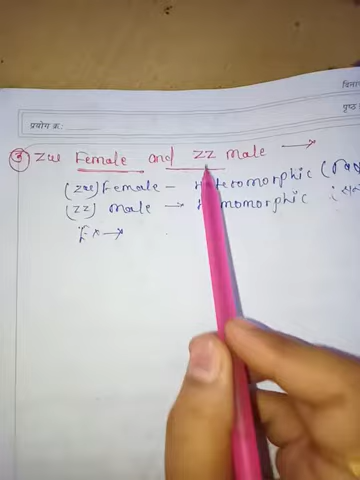 दिना
पृष्ठ
प्रयोग क्र.
③ ZW Female and ZZ male →
(ZW) Female - Heteromorphic (
(ZZ) male → Homomorphic
Ex →